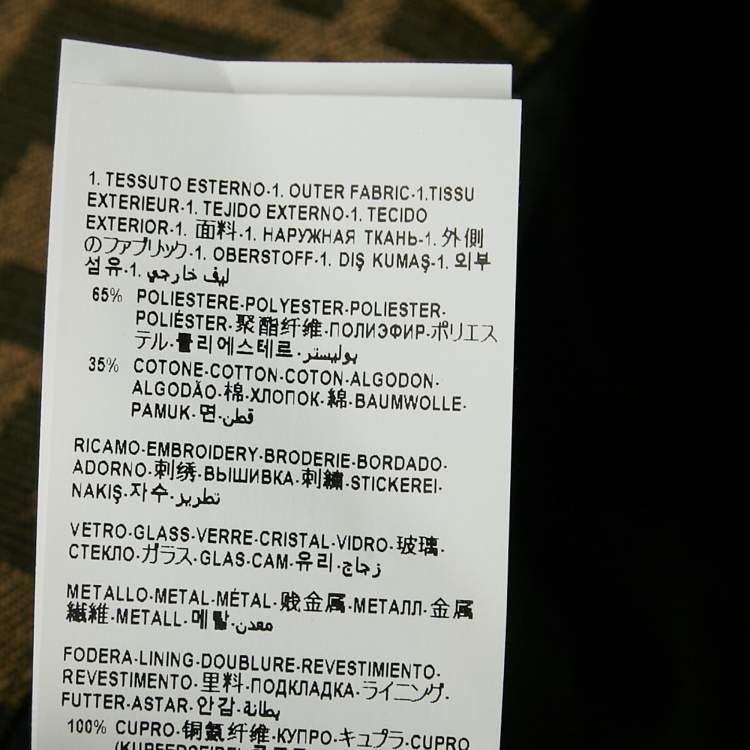 1. TESSUTO ESTERNO-1. OUTER FABRIC-1.TISSU
EXTERIEUR-1. TEJIDO EXTERNO-1. TECIDO
EXTERIOR-1. 面料-1. НАРУЖНАЯ ТКАНЬ-1. 外側
のファブリック-1. OBERSTOFF-1. DIŞ KUMAŞ-1. 외부
섬유-1. ليف خارجي
65% POLIESTERE-POLYESTER-POLIESTER-
POLIÉSTER-聚酯纤维-ПОЛИЭФИР-ポリエス
テル-폴리에스테르-بوليستر
35% COTONE-COTTON-COTON-ALGODON-
ALGODÃO-棉-ХЛОПОК-綿-BAUMWOLLE-
PAMUK-면-قطن
RICAMO-EMBROIDERY-BRODERIE-BORDADO-
ADORNO-刺绣-ВЫШИВКА-刺繍-STICKEREI-
NAKIŞ-자수-تطريز
VETRO-GLASS-VERRE-CRISTAL-VIDRO-玻璃-
СТЕКЛО-ガラス-GLAS-CAM-유리-زجاج
METALLO-METAL-MÉTAL-贱金属-МЕТАЛЛ-金属
繊維-METALL-메탈-معدن
FODERA-LINING-DOUBLURE-REVESTIMIENTO-
REVESTIMENTO-里料-ПОДКЛАДКА-ライニング-
FUTTER-ASTAR-안감-بطانة
100% CUPRO-铜氨纤维-КУПРО-キュプラ-CUPRO
(KUPFERSEIDE)